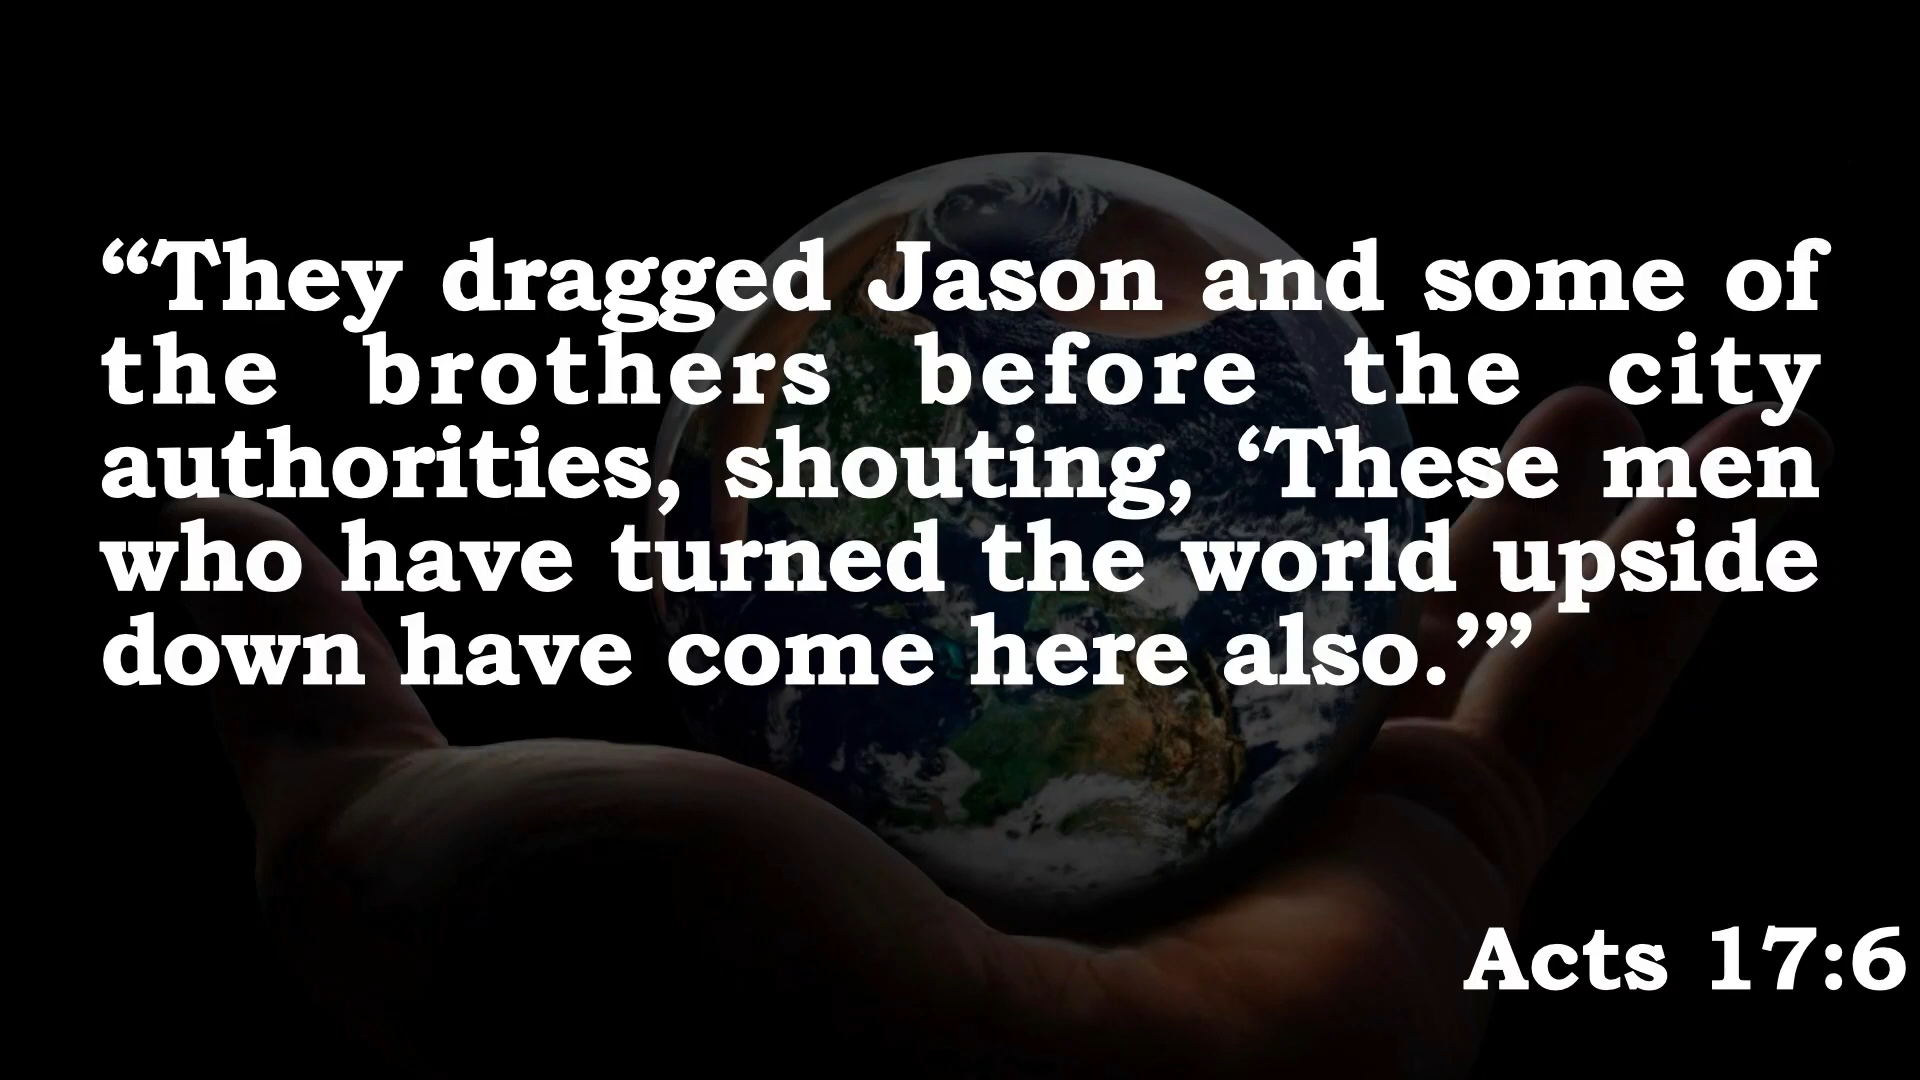 “They dragged Jason and some of
the brothers before the city
authorities, shouting, ‘These men
who have turned the world upside
down have come here also.’”
Acts 17:6